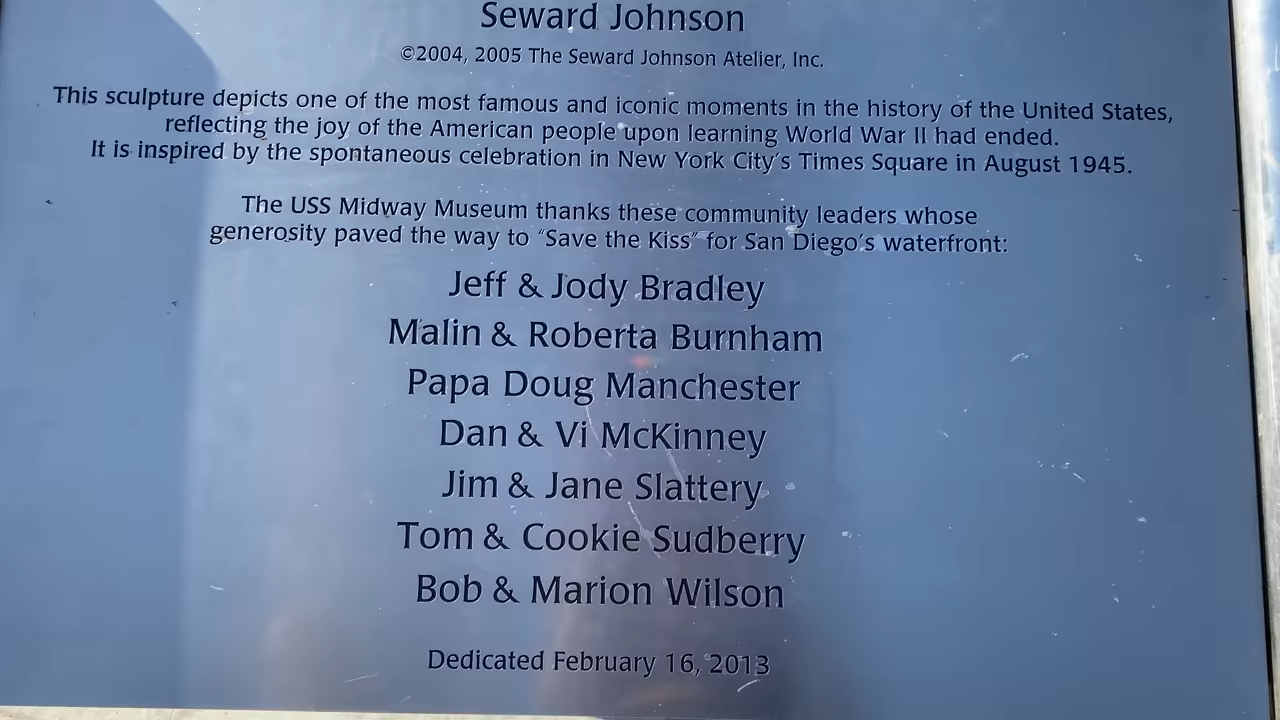 Seward Johnson
©2004, 2005 The Seward Johnson Atelier, Inc.
This sculpture depicts one of the most famous and iconic moments in the history of the United States,
reflecting the joy of the American people upon learning World War II had ended.
It is inspired by the spontaneous celebration in New York City's Times Square in August 1945.
The USS Midway Museum thanks these community leaders whose
generosity paved the way to “Save the Kiss” for San Diego's waterfront:
Jeff & Jody Bradley
Malin & Roberta Burnham
Papa Doug Manchester
Dan & Vi McKinney
Jim & Jane Slattery
Tom & Cookie Sudberry
Bob & Marion Wilson
Dedicated February 16, 2013